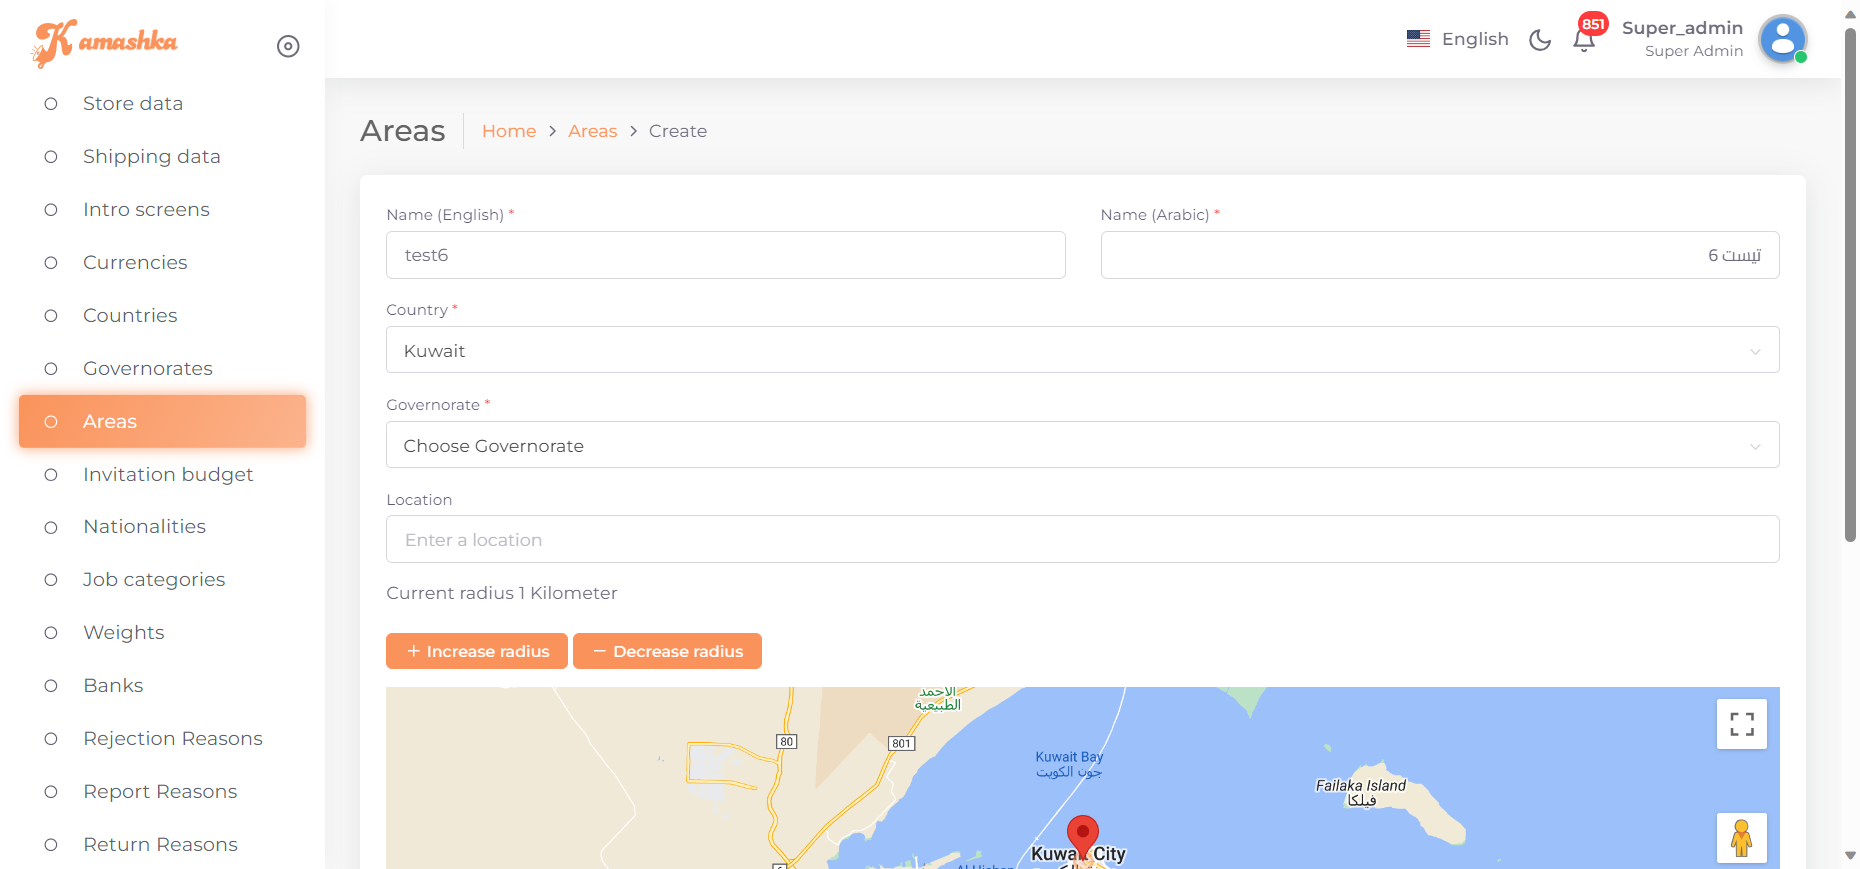 Kamashka
English
851
Super_admin
Super Admin
Store data
Shipping data
Intro screens
Currencies
Countries
Governorates
Areas
Invitation budget
Nationalities
Job categories
Weights
Banks
Rejection Reasons
Report Reasons
Return Reasons
Areas
Home > Areas > Create
Name (English) *
test6
Name (Arabic) *
تيست 6
Country *
Kuwait
Governorate *
Choose Governorate
Location
Enter a location
Current radius 1 Kilometer
+ Increase radius
− Decrease radius
الأحمد
الطبيعية
80
801
Kuwait Bay
جون الكويت
Failaka Island
فيلكا
Kuwait City